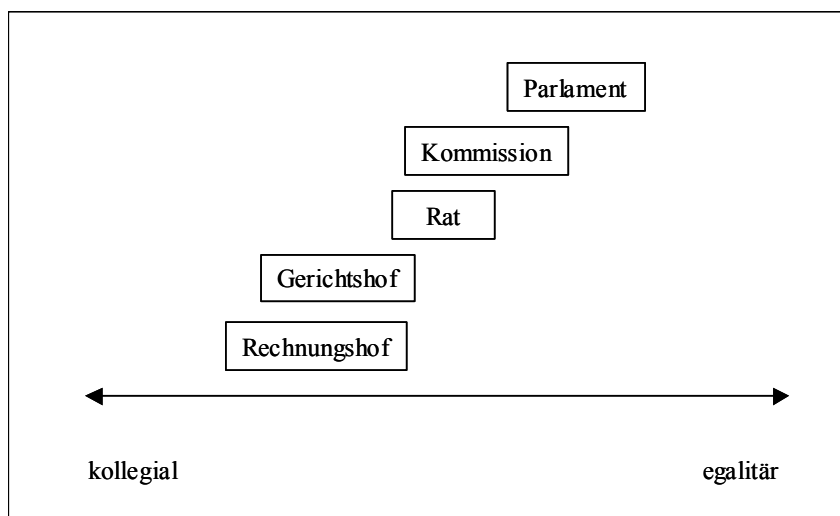 Parlament
Kommission
Rat
Gerichtshof
Rechnungshof
kollegial egalitär